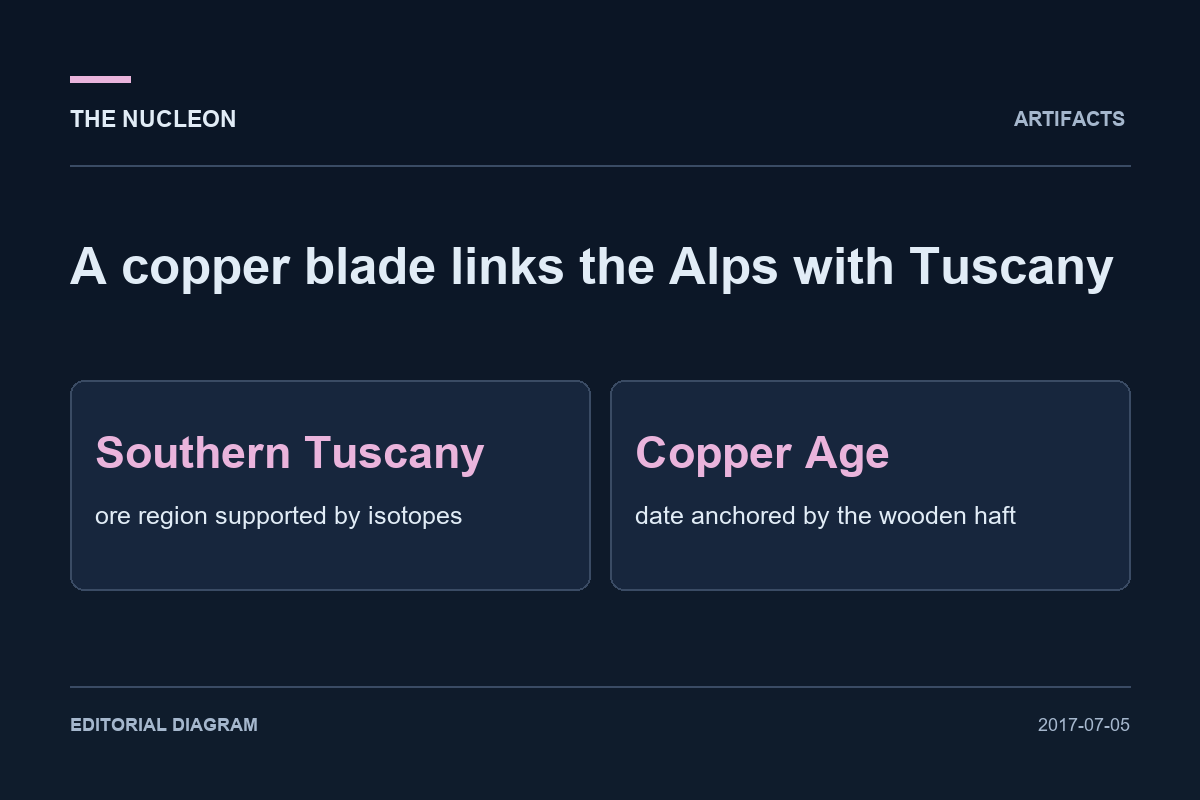 THE NUCLEON
ARTIFACTS
A copper blade links the Alps with Tuscany
Southern Tuscany
ore region supported by isotopes
Copper Age
date anchored by the wooden haft
EDITORIAL DIAGRAM
2017-07-05